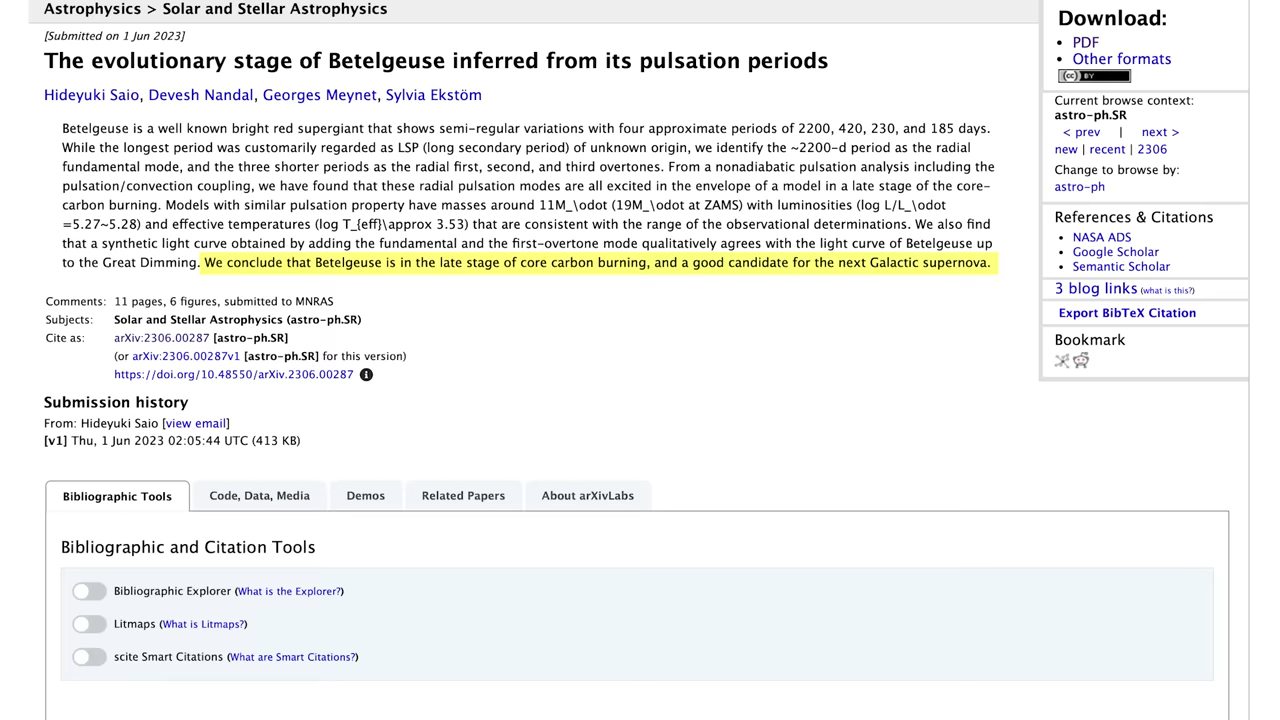 Astrophysics > Solar and Stellar Astrophysics
[Submitted on 1 Jun 2023]
The evolutionary stage of Betelgeuse inferred from its pulsation periods
Hideyuki Saio, Devesh Nandal, Georges Meynet, Sylvia Ekstöm
Betelgeuse is a well known bright red supergiant that shows semi-regular variations with four approximate periods of 2200, 420, 230, and 185 days.
While the longest period was customarily regarded as LSP (long secondary period) of unknown origin, we identify the ~2200-d period as the radial
fundamental mode, and the three shorter periods as the radial first, second, and third overtones. From a nonadiabatic pulsation analysis including the
pulsation/convection coupling, we have found that these radial pulsation modes are all excited in the envelope of a model in a late stage of the core-
carbon burning. Models with similar pulsation property have masses around 11M_\odot (19M_\odot at ZAMS) with luminosities (log L/L_\odot
=5.27~5.28) and effective temperatures (log T_{eff}\approx 3.53) that are consistent with the range of the observational determinations. We also find
that a synthetic light curve obtained by adding the fundamental and the first-overtone mode qualitatively agrees with the light curve of Betelgeuse up
to the Great Dimming. We conclude that Betelgeuse is in the late stage of core carbon burning, and a good candidate for the next Galactic supernova.
Comments: 11 pages, 6 figures, submitted to MNRAS
Subjects: Solar and Stellar Astrophysics (astro-ph.SR)
Cite as: arXiv:2306.00287 [astro-ph.SR]
(or arXiv:2306.00287v1 [astro-ph.SR] for this version)
https://doi.org/10.48550/arXiv.2306.00287
Submission history
From: Hideyuki Saio [view email]
[v1] Thu, 1 Jun 2023 02:05:44 UTC (413 KB)
Bibliographic Tools
Code, Data, Media
Demos
Related Papers
About arXivLabs
Bibliographic and Citation Tools
Bibliographic Explorer (What is the Explorer?)
Litmaps (What is Litmaps?)
scite Smart Citations (What are Smart Citations?)
Download:
PDF
Other formats
(cc) BY
Current browse context:
astro-ph.SR
< prev | next >
new | recent | 2306
Change to browse by:
astro-ph
References & Citations
NASA ADS
Google Scholar
Semantic Scholar
3 blog links (what is this?)
Export BibTeX Citation
Bookmark